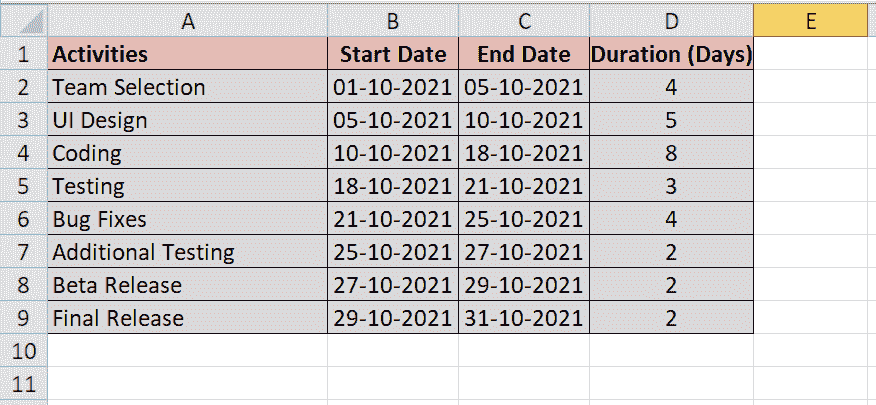 A B C D E
1 Activities Start Date End Date Duration (Days)
2 Team Selection 01-10-2021 05-10-2021 4
3 UI Design 05-10-2021 10-10-2021 5
4 Coding 10-10-2021 18-10-2021 8
5 Testing 18-10-2021 21-10-2021 3
6 Bug Fixes 21-10-2021 25-10-2021 4
7 Additional Testing 25-10-2021 27-10-2021 2
8 Beta Release 27-10-2021 29-10-2021 2
9 Final Release 29-10-2021 31-10-2021 2
10
11